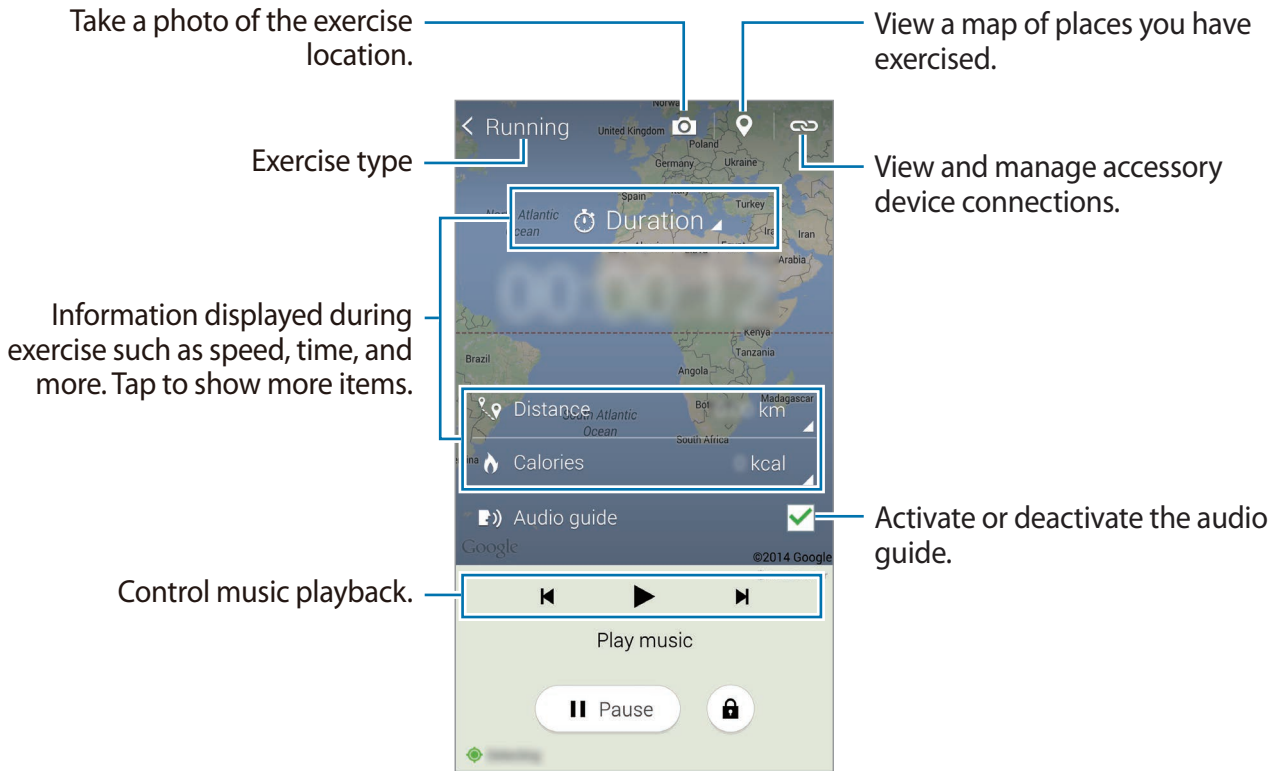 Take a photo of the exercise
location.
View a map of places you have
exercised.
Norwa
Running
United Kingdom
Poland
Germany
Ukraine
Exercise type
View and manage accessory
device connections.
Spain
Turkey
Atlantic
Duration
Iran
Arabia
Information displayed during
exercise such as speed, time, and
more. Tap to show more items.
00:00:12
Kenya
Brazil
Tanzania
Angola
Madagascar
Distance
km
South Atlantic
Ocean
South Africa
Calories
kcal
Audio guide
Activate or deactivate the audio
guide.
Google
©2014 Google
Control music playback.
Play music
Pause